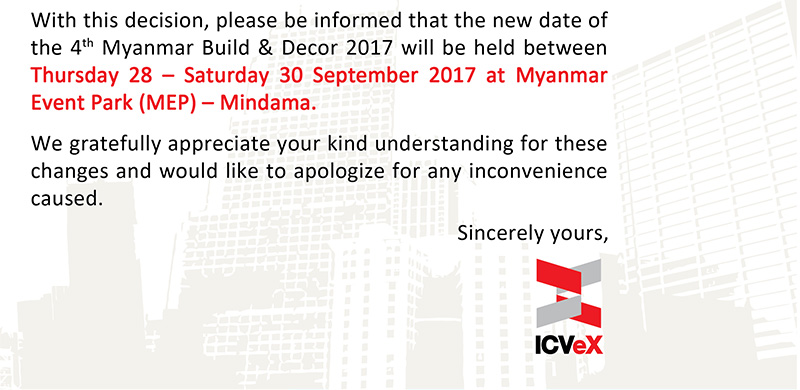 With this decision, please be informed that the new date of
the 4th Myanmar Build & Decor 2017 will be held between
Thursday 28 – Saturday 30 September 2017 at Myanmar
Event Park (MEP) – Mindama.
We gratefully appreciate your kind understanding for these
changes and would like to apologize for any inconvenience
caused.
Sincerely yours,
ICVeX